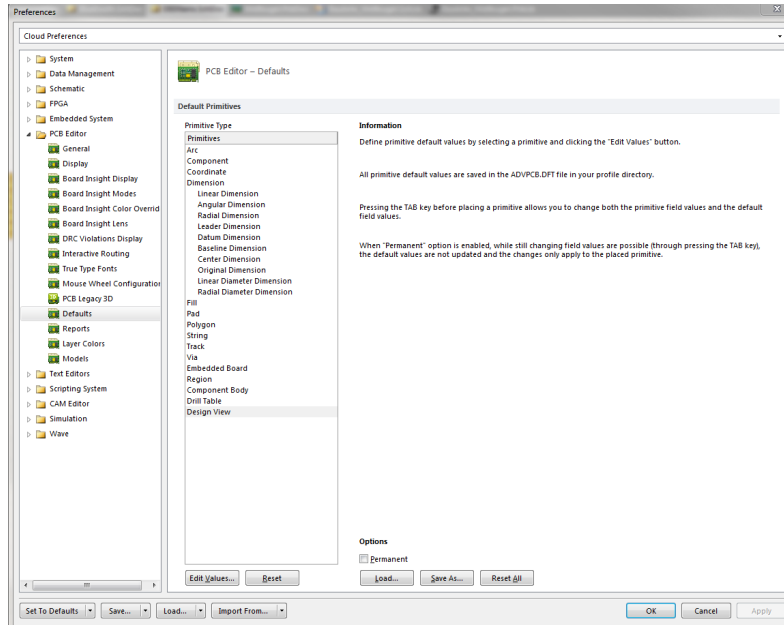 Preferences
Cloud Preferences
System
Data Management
Schematic
FPGA
Embedded System
PCB Editor
General
Display
Board Insight Display
Board Insight Modes
Board Insight Color Overrid
Board Insight Lens
DRC Violations Display
Interactive Routing
True Type Fonts
Mouse Wheel Configuration
PCB Legacy 3D
Defaults
Reports
Layer Colors
Models
Text Editors
Scripting System
CAM Editor
Simulation
Wave
PCB Editor – Defaults
Default Primitives
Primitive Type
Primitives
Arc
Component
Coordinate
Dimension
Linear Dimension
Angular Dimension
Radial Dimension
Leader Dimension
Datum Dimension
Baseline Dimension
Center Dimension
Original Dimension
Linear Diameter Dimension
Radial Diameter Dimension
Fill
Pad
Polygon
String
Track
Via
Embedded Board
Region
Component Body
Drill Table
Design View
Edit Values...
Reset
Information
Define primitive default values by selecting a primitive and clicking the "Edit Values" button.
All primitive default values are saved in the ADVPCB.DFT file in your profile directory.
Pressing the TAB key before placing a primitive allows you to change both the primitive field values and the default
field values.
When "Permanent" option is enabled, while still changing field values are possible (through pressing the TAB key),
the default values are not updated and the changes only apply to the placed primitive.
Options
Permanent
Load...
Save As...
Reset All
Set To Defaults
Save...
Load...
Import From...
OK
Cancel
Apply